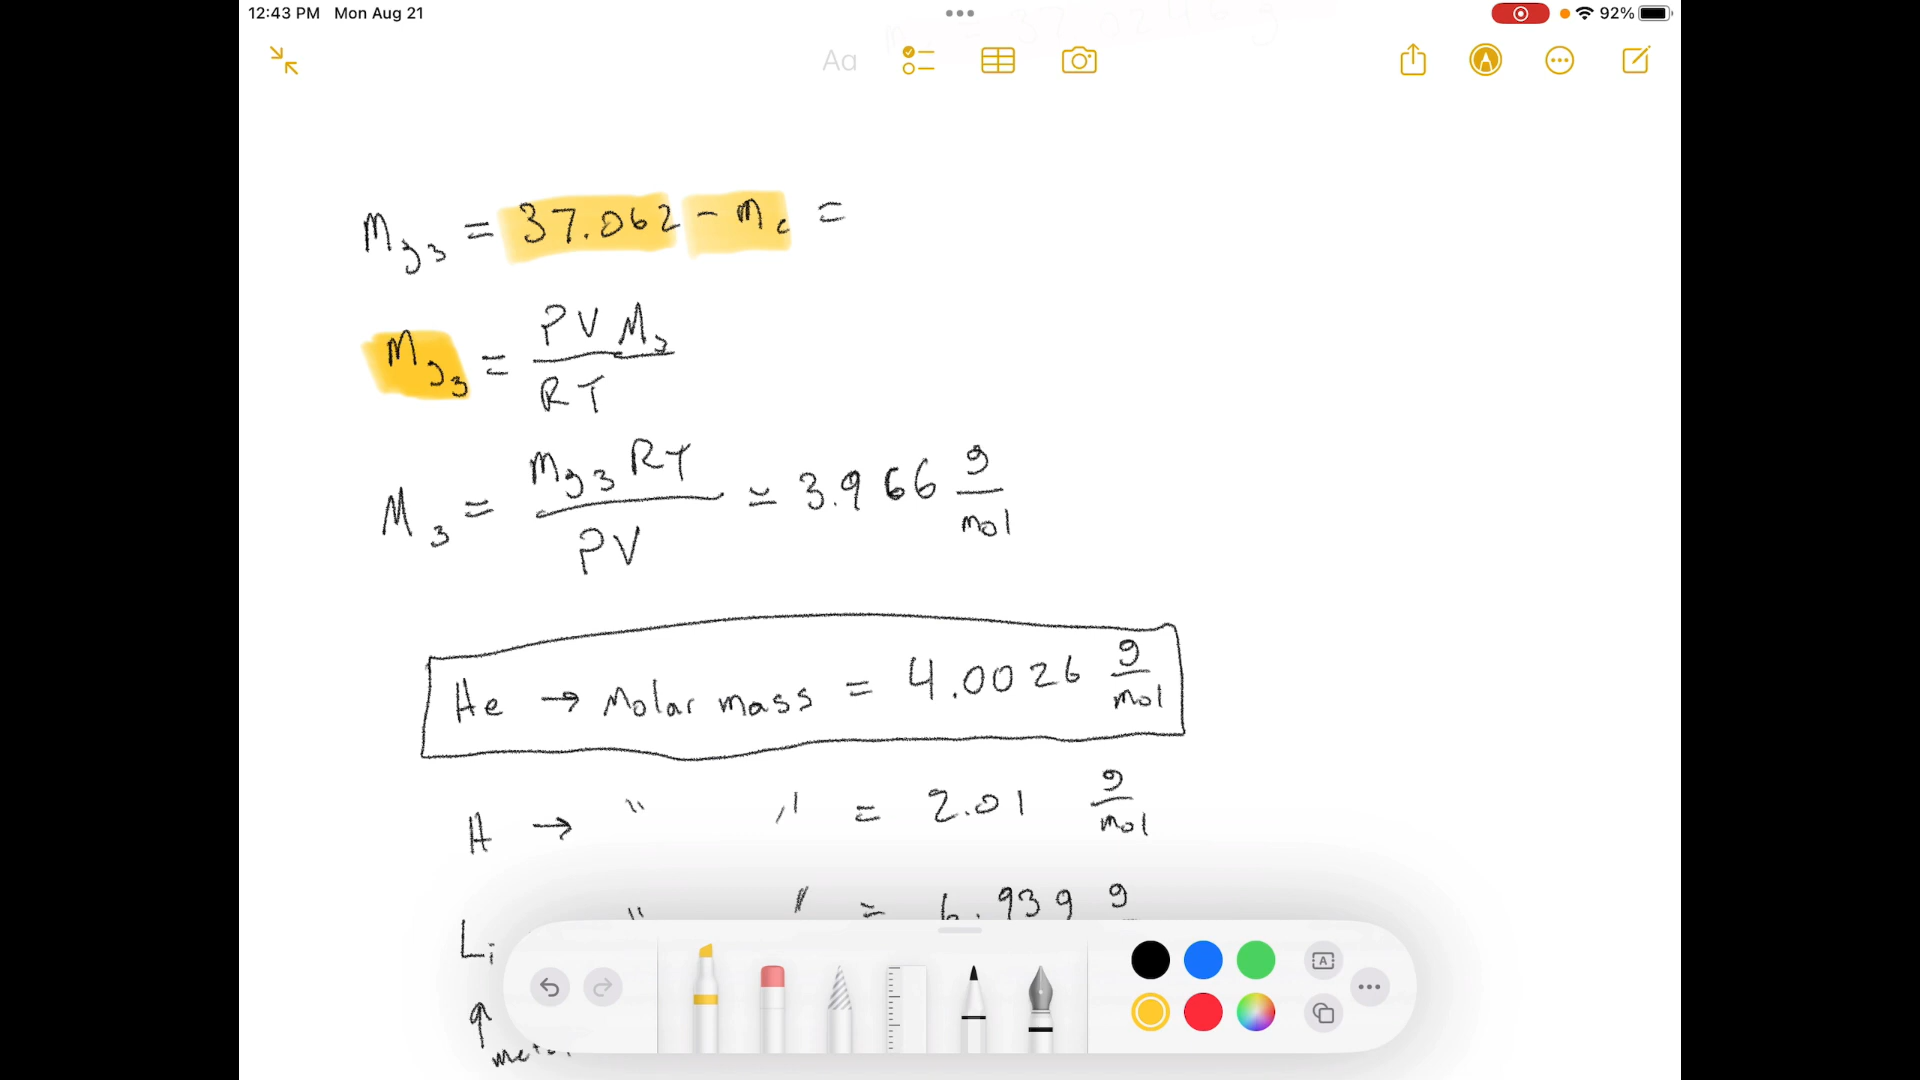 12:43 PM Mon Aug 21
92%
Aa
m_g3 = 37.062 - m_c =
m_g3 = PVM_3 / RT
M_3 = m_g3 RT / PV ≃ 3.966 g/mol
He → Molar mass = 4.0026 g/mol
H → " " = 2.01 g/mol
Li " " = 6.939 g
A